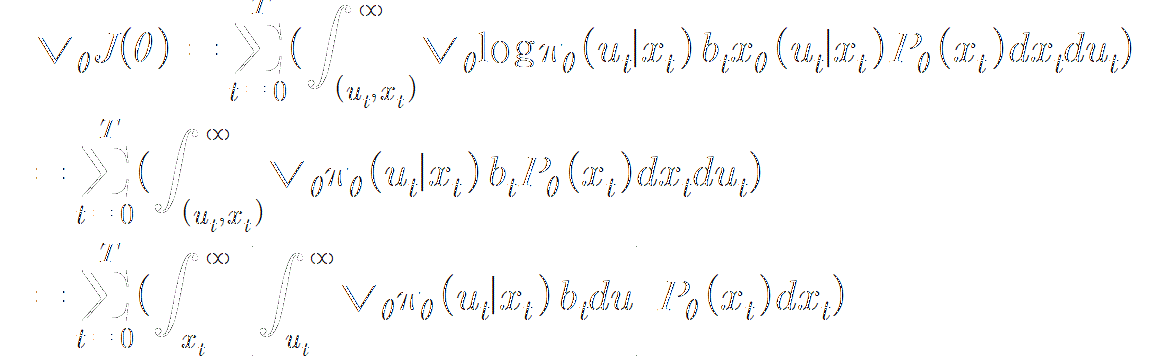 ∇_θ J(θ) = ∑_{t=0}^{T} ( ∫_{(u_t,x_t)}^{∞} ∇_θ log π_θ (u_t|x_t) b_t x_θ (u_t|x_t) P_θ (x_t) dx_t du_t )
= ∑_{t=0}^{T} ( ∫_{(u_t,x_t)}^{∞} ∇_θ π_θ (u_t|x_t) b_t P_θ (x_t) dx_t du_t )
= ∑_{t=0}^{T} ( ∫_{x_t}^{∞} ∫_{u_t}^{∞} ∇_θ π_θ (u_t|x_t) b_t du P_θ (x_t) dx_t )